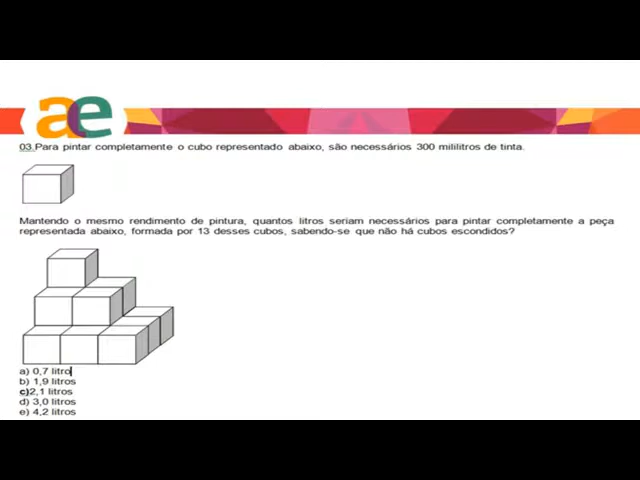 ae
03.Para pintar completamente o cubo representado abaixo, são necessários 300 mililitros de tinta.
Mantendo o mesmo rendimento de pintura, quantos litros seriam necessários para pintar completamente a peça
representada abaixo, formada por 13 desses cubos, sabendo-se que não há cubos escondidos?
a) 0,7 litro
b) 1,9 litros
c)2,1 litros
d) 3,0 litros
e) 4,2 litros